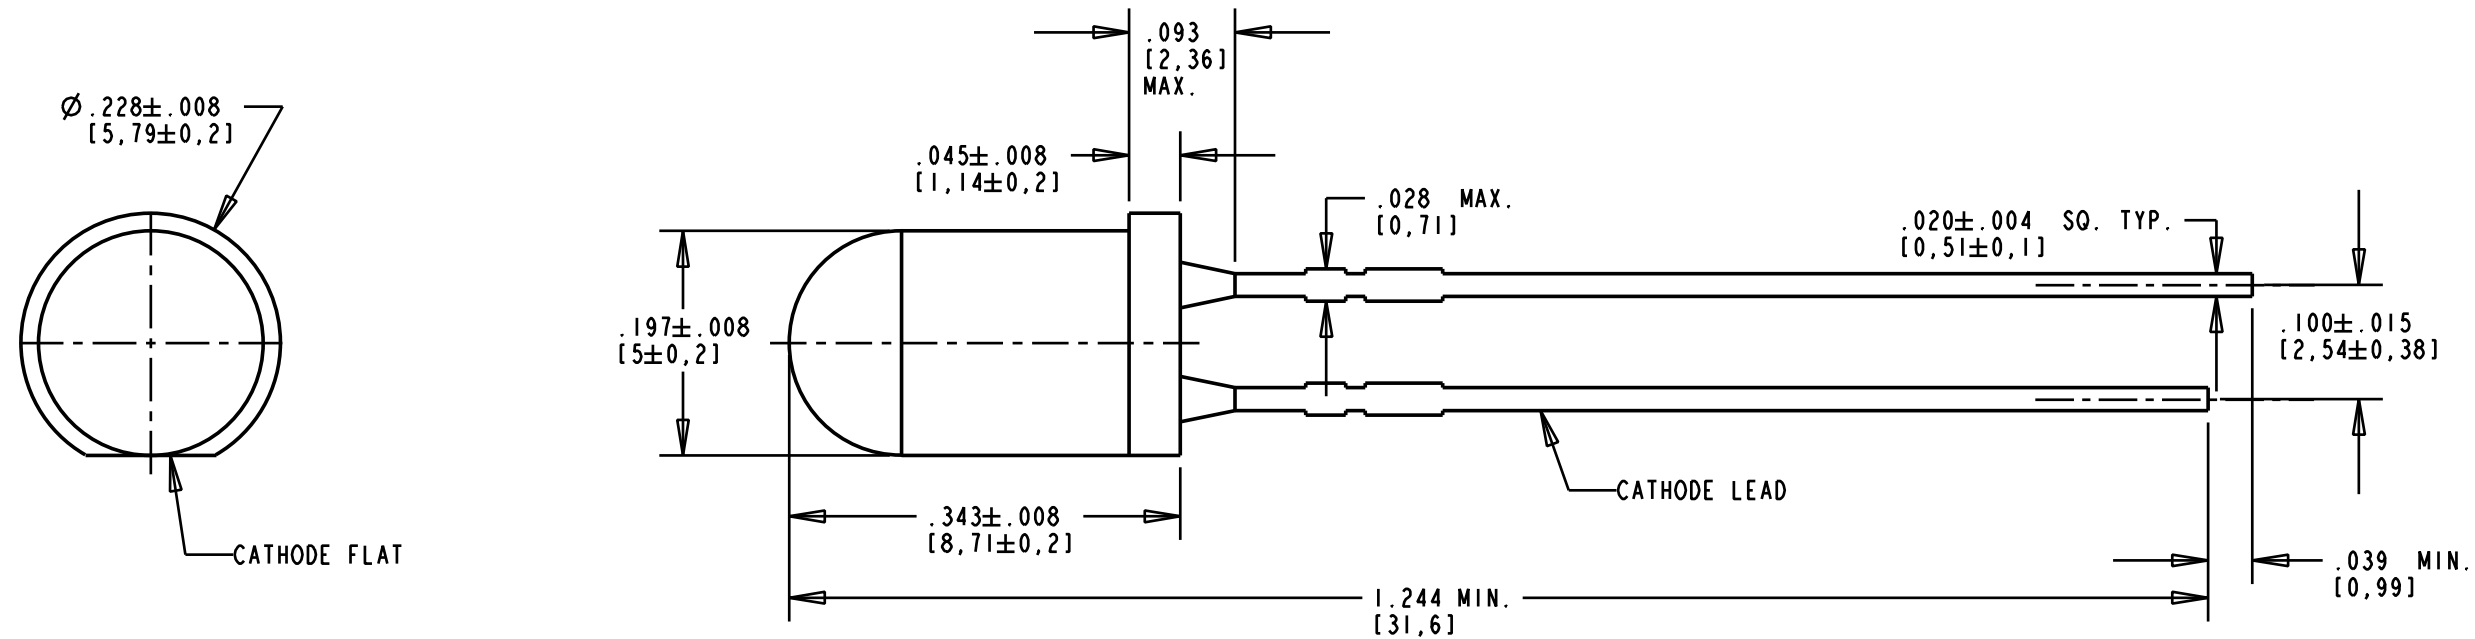 .093
[2,36]
MAX.
Ø.228±.008
[5,79±0,2]
.045±.008
[1,14±0,2]
.028 MAX.
[0,71]
.020±.004 SQ. TYP.
[0,51±0,1]
.197±.008
[5±0,2]
.100±.015
[2,54±0,38]
CATHODE LEAD
.343±.008
[8,71±0,2]
CATHODE FLAT
.039 MIN.
[0,99]
1.244 MIN.
[31,6]